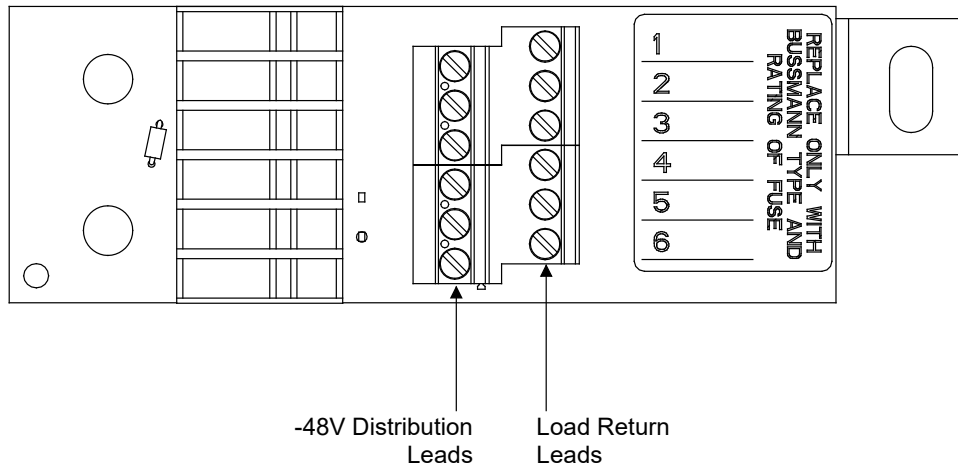 1
2
3
4
5
6
REPLACE ONLY WITH
BUSSMANN TYPE AND
RATING OF FUSE
-48V Distribution
Leads
Load Return
Leads